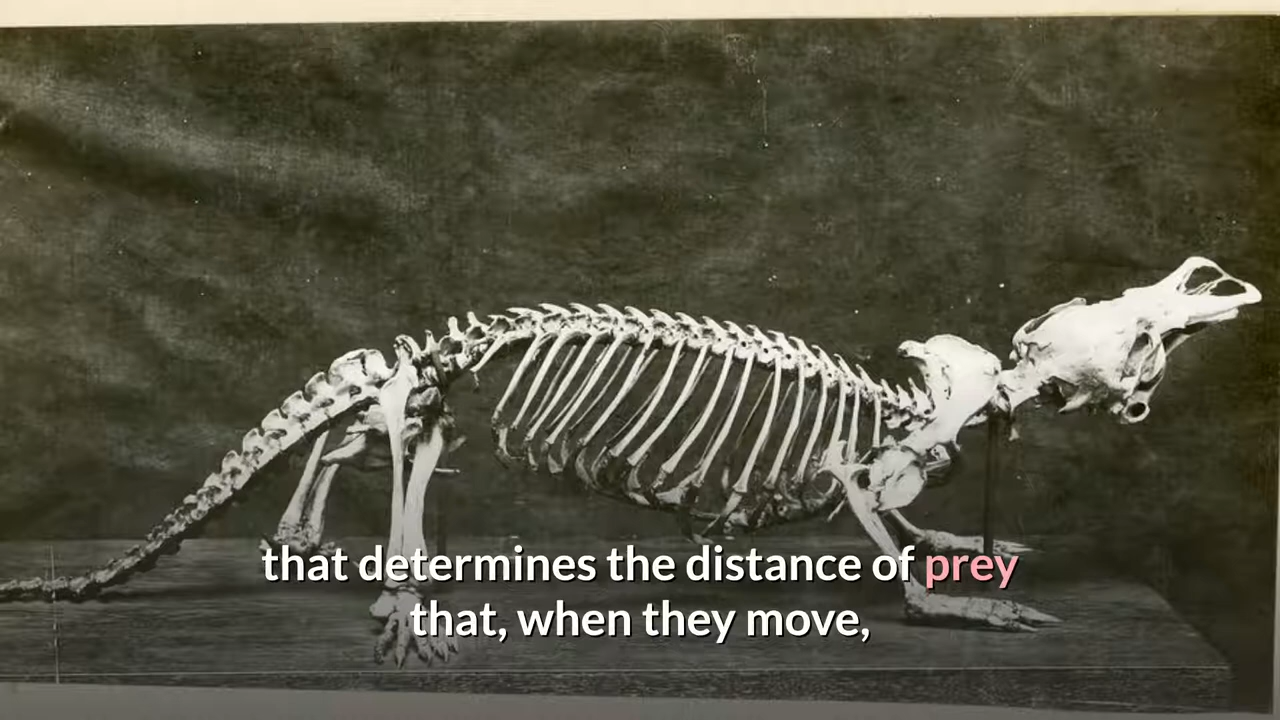 that determines the distance of prey
that, when they move,